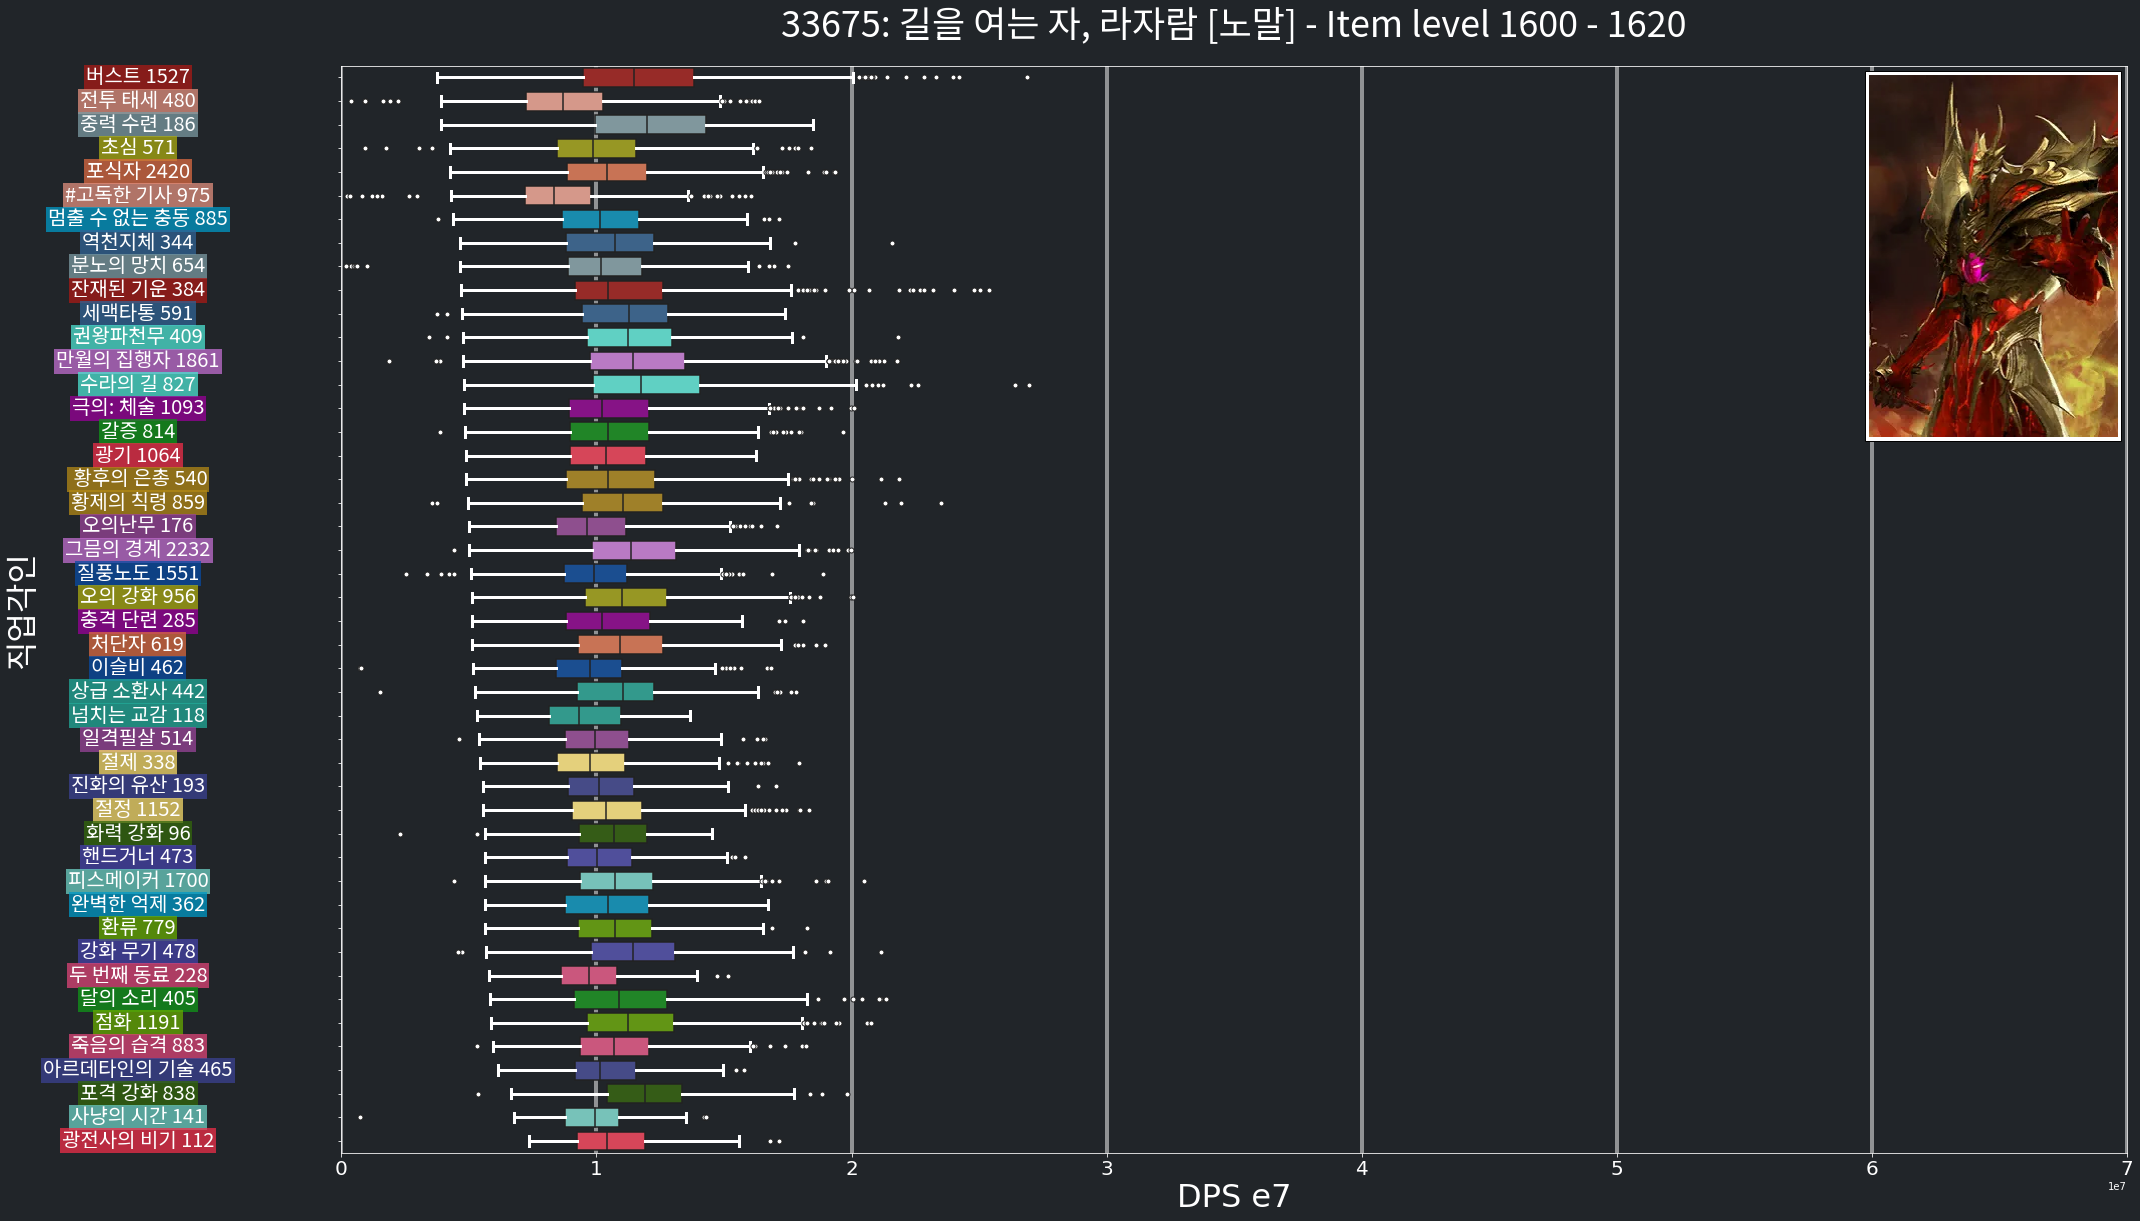 33675: 길을 여는 자, 라자람 [노말] - Item level 1600 - 1620
버스트 1527
전투 태세 480
중력 수련 186
초심 571
포식자 2420
#고독한 기사 975
멈출 수 없는 충동 885
역천지체 344
분노의 망치 654
잔재된 기운 384
세맥타통 591
권왕파천무 409
만월의 집행자 1861
수라의 길 827
극의: 체술 1093
갈증 814
광기 1064
황후의 은총 540
황제의 칙령 859
오의난무 176
그믐의 경계 2232
질풍노도 1551
오의 강화 956
충격 단련 285
처단자 619
이슬비 462
상급 소환사 442
넘치는 교감 118
일격필살 514
절제 338
진화의 유산 193
절정 1152
화력 강화 96
핸드거너 473
피스메이커 1700
완벽한 억제 362
환류 779
강화 무기 478
두 번째 동료 228
달의 소리 405
점화 1191
죽음의 습격 883
아르데타인의 기술 465
포격 강화 838
사냥의 시간 141
광전사의 비기 112
직업각인
0 1 2 3 4 5 6 7
DPS e7
1e7